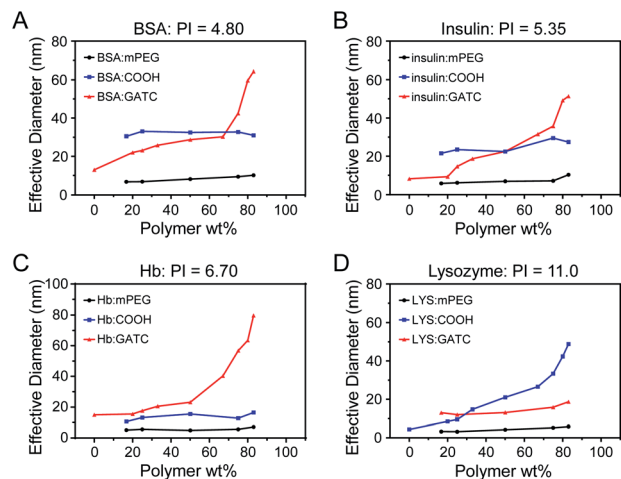 A
BSA: PI = 4.80
Effective Diameter (nm)
80
60
40
20
0
BSA:mPEG
BSA:COOH
BSA:GATC
0 20 40 60 80 100
Polymer wt%
B
Insulin: PI = 5.35
Effective Diameter (nm)
80
60
40
20
0
insulin:mPEG
insulin:COOH
insulin:GATC
0 20 40 60 80 100
Polymer wt%
C
Hb: PI = 6.70
Effective Diameter (nm)
100
80
60
40
20
0
Hb:mPEG
Hb:COOH
Hb:GATC
0 20 40 60 80 100
Polymer wt%
D
Lysozyme: PI = 11.0
Effective Diameter (nm)
80
60
40
20
0
LYS:mPEG
LYS:COOH
LYS:GATC
0 20 40 60 80 100
Polymer wt%